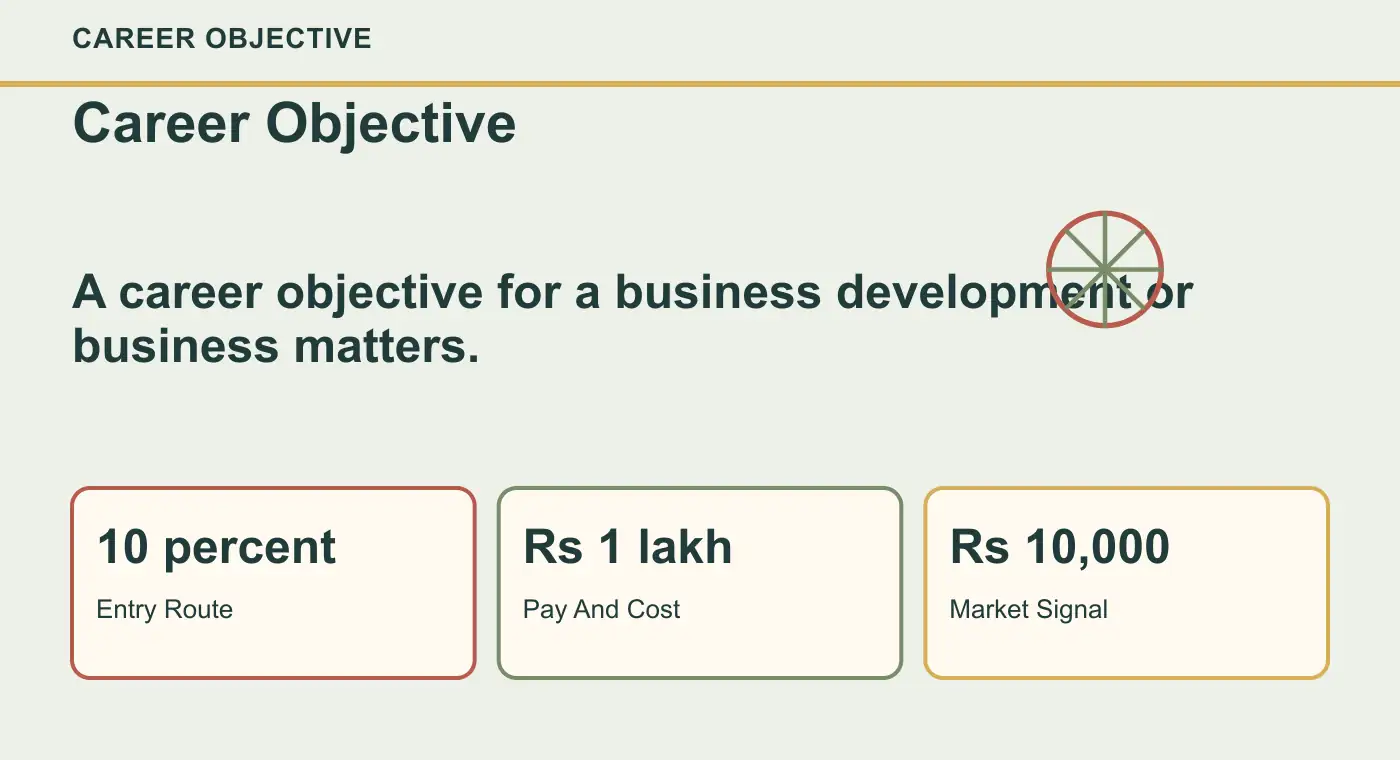 CAREER OBJECTIVE
Career Objective
A career objective for a business development or
business matters.
10 percent
Entry Route
Rs 1 lakh
Pay And Cost
Rs 10,000
Market Signal